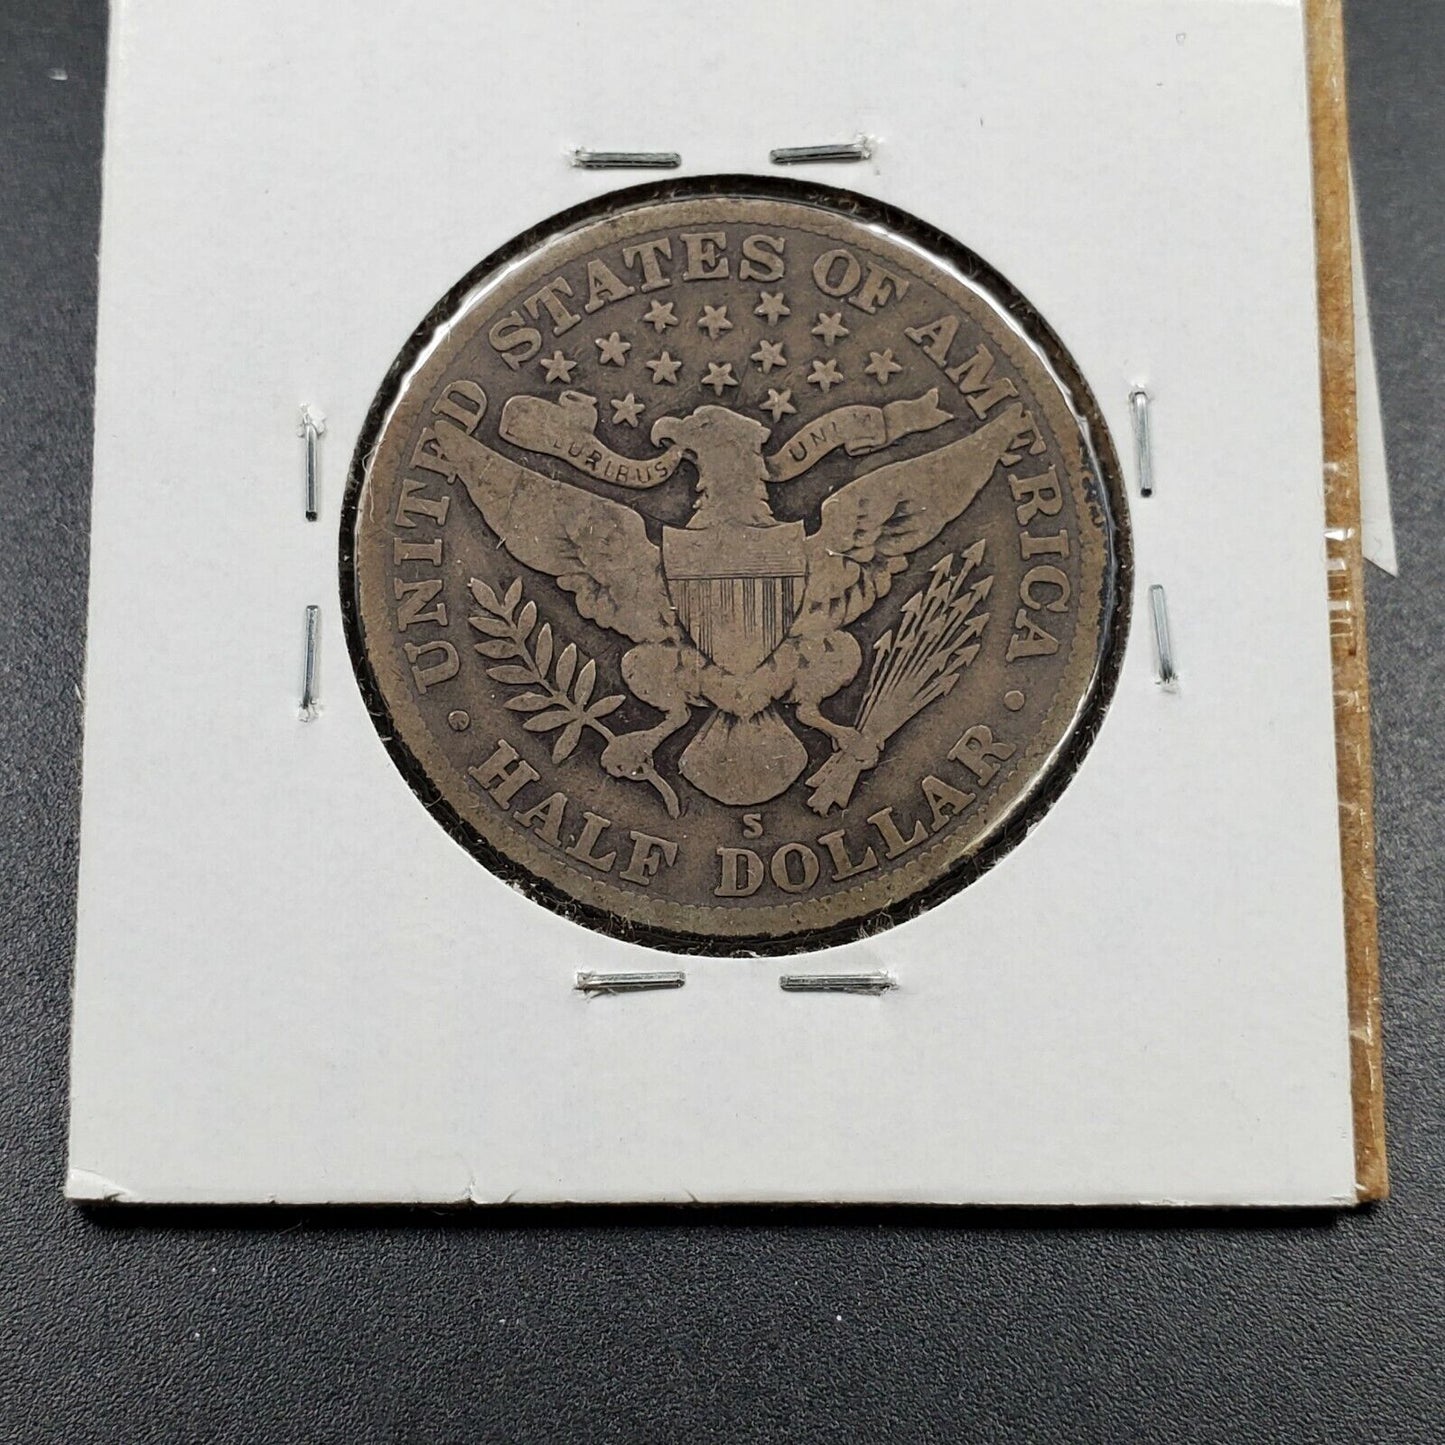 UNITED STATES OF AMERICA
PLURIBUS UNUM
S
HALF DOLLAR